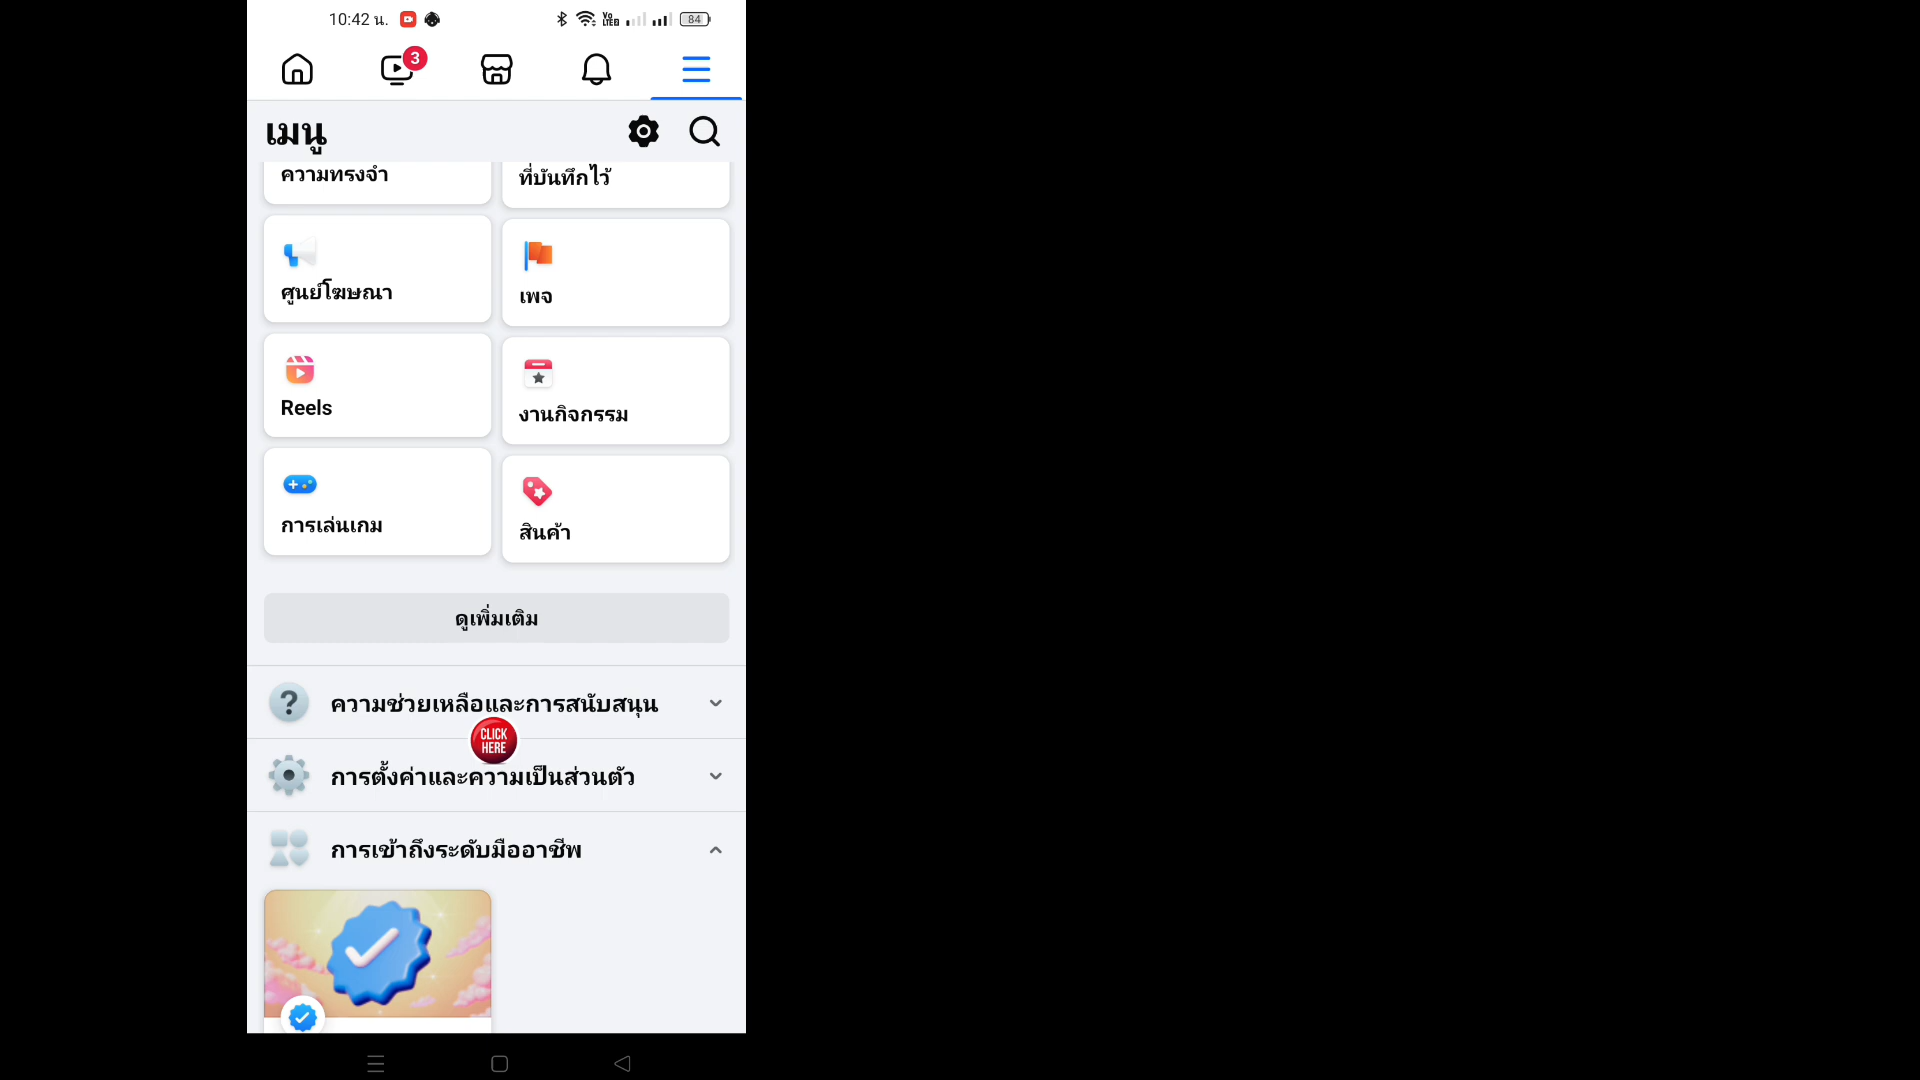 10:42 น.
Vo
LTE2
84
3
เมนู
ความทรงจำ
ที่บันทึกไว้
ศูนย์โฆษณา
เพจ
Reels
งานกิจกรรม
การเล่นเกม
สินค้า
ดูเพิ่มเติม
ความช่วยเหลือและการสนับสนุน
CLICK
HERE
การตั้งค่าและความเป็นส่วนตัว
การเข้าถึงระดับมืออาชีพ